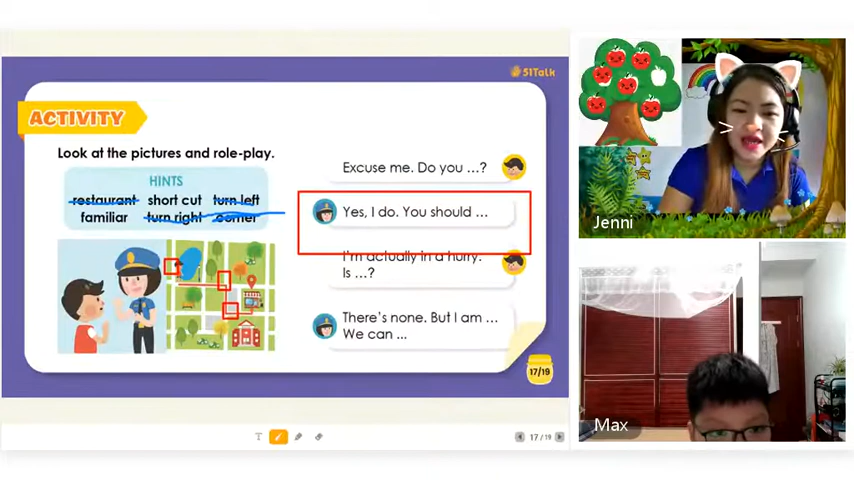 51Talk
ACTIVITY
Look at the pictures and role-play.
HINTS
restaurant short cut turn left
familiar turn right corner
Excuse me. Do you ...?
Yes, I do. You should ...
I'm actually in a hurry.
Is ...?
There's none. But I am ...
We can ...
17/19
T
17/19
Jenni
Max